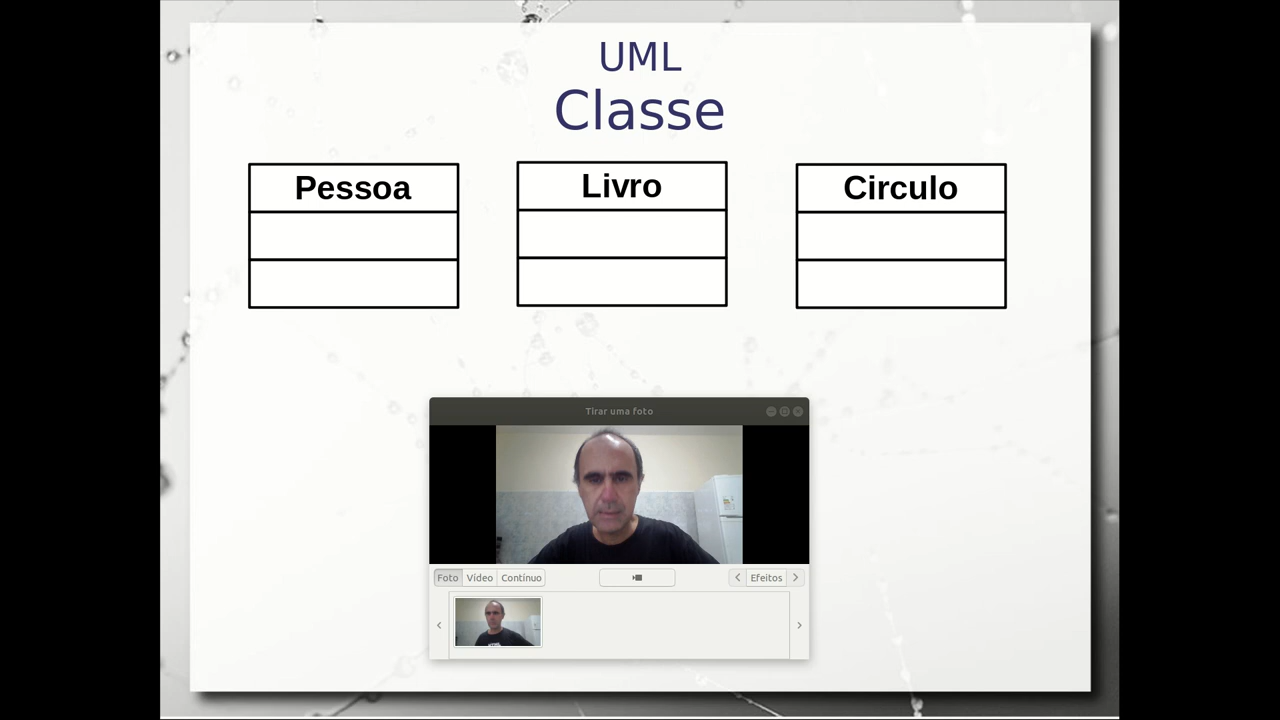 UML
Classe
Pessoa
Livro
Circulo
Tirar uma foto
Foto
Vídeo
Contínuo
Efeitos